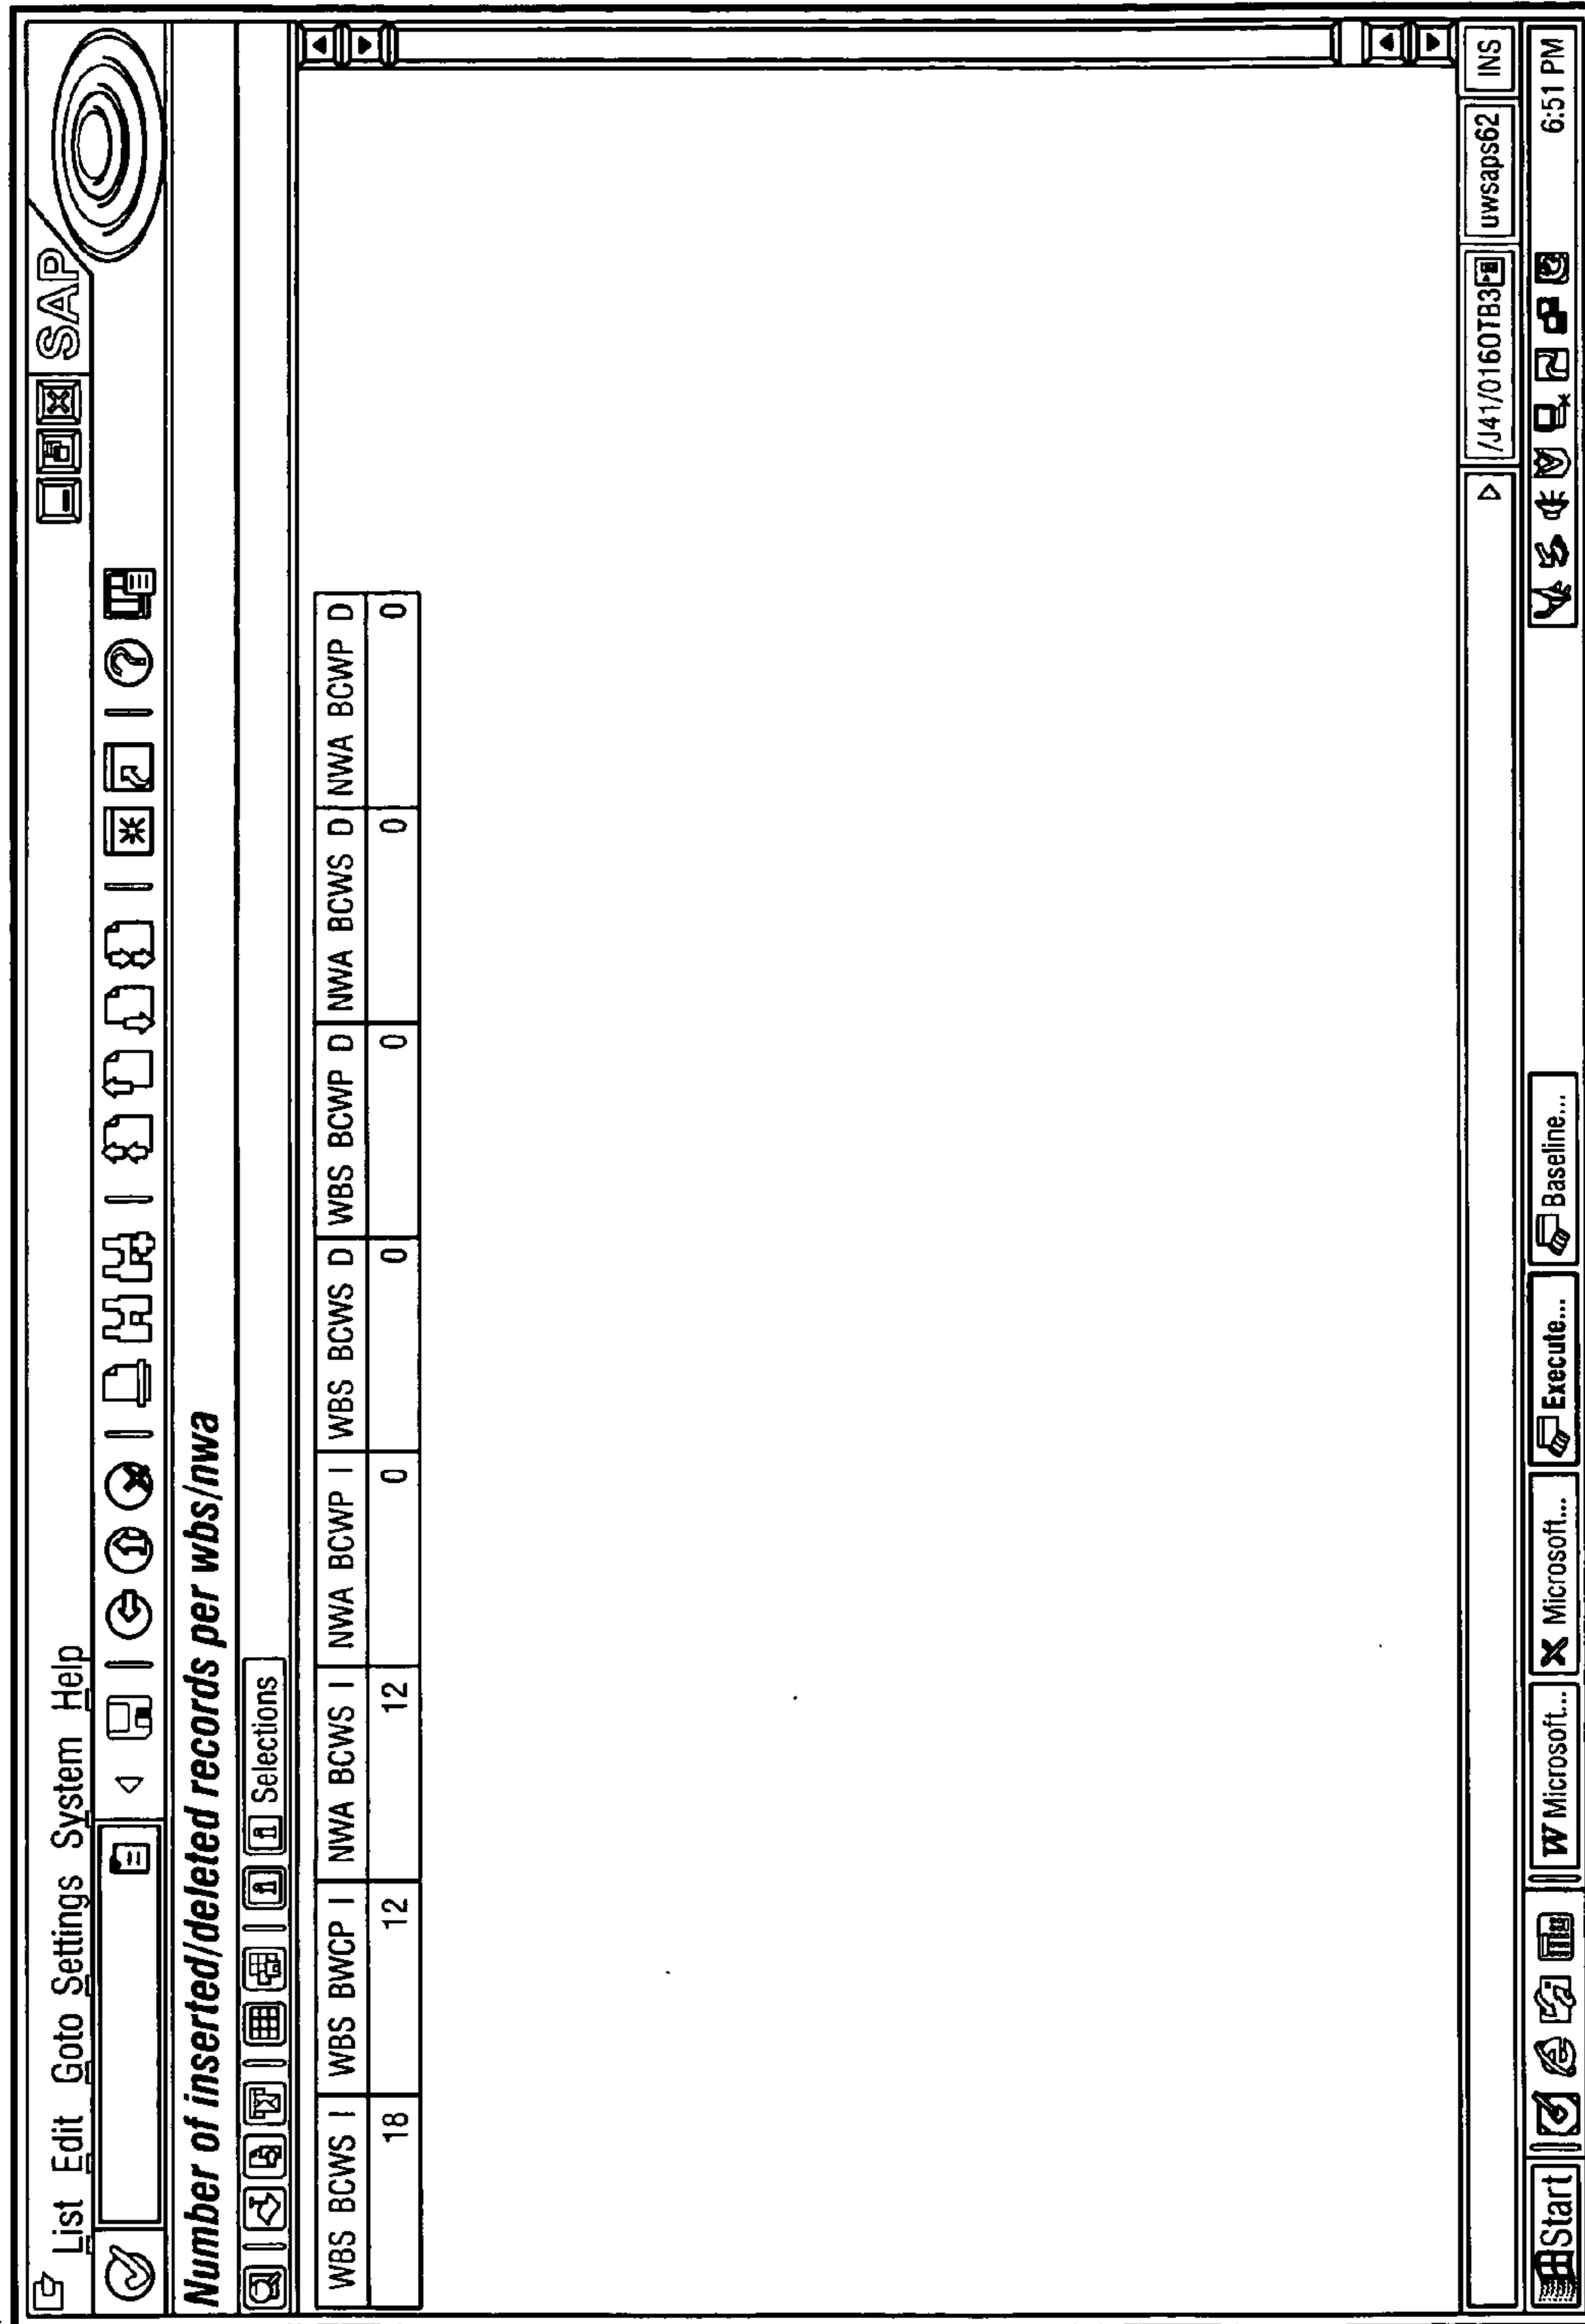 SAP
List Edit Goto Settings System Help
Number of inserted/deleted records per wbs/nwa
Selections
WBS BCWS I WBS BWCP I NWA BCWS I NWA BCWP I WBS BCWS D WBS BCWP D NWA BCWS D NWA BCWP D
18 12 12 0 0 0 0 0
/J41/0160TB3 uwsaps62 INS
Start W Microsoft... X Microsoft... Execute... Baseline... 6:51 PM